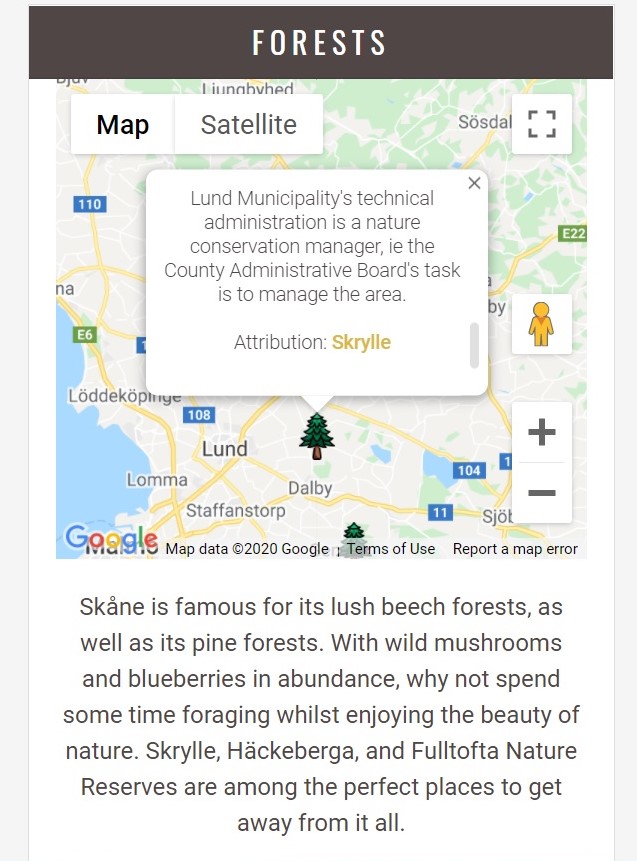 FORESTS
Ljungbyhed
Map
Satellite
Sösdal
110
E22
Lund Municipality's technical
administration is a nature
conservation manager, ie the
County Administrative Board's task
is to manage the area.
Attribution: Skrylle
na
by
E6
1
Löddeköpinge
108
Lund
104
1
Lomma
Dalby
Staffanstorp
11
Sjöb
Google
Map data ©2020 Google
Terms of Use
Report a map error
Skåne is famous for its lush beech forests, as
well as its pine forests. With wild mushrooms
and blueberries in abundance, why not spend
some time foraging whilst enjoying the beauty of
nature. Skrylle, Häckeberga, and Fulltofta Nature
Reserves are among the perfect places to get
away from it all.